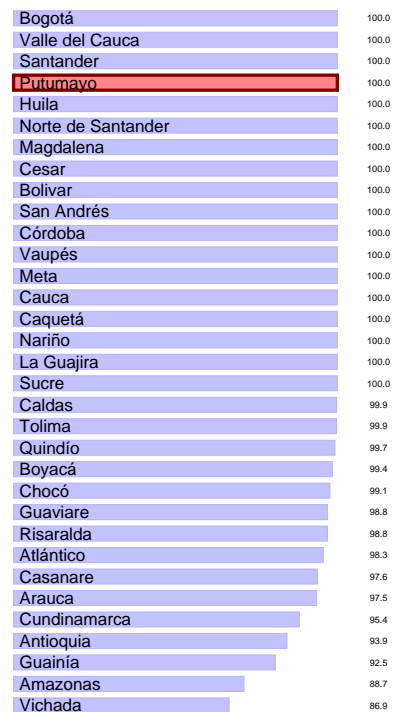 Bogotá 100.0
Valle del Cauca 100.0
Santander 100.0
Putumayo 100.0
Huila 100.0
Norte de Santander 100.0
Magdalena 100.0
Cesar 100.0
Bolivar 100.0
San Andrés 100.0
Córdoba 100.0
Vaupés 100.0
Meta 100.0
Cauca 100.0
Caquetá 100.0
Nariño 100.0
La Guajira 100.0
Sucre 100.0
Caldas 99.9
Tolima 99.9
Quindío 99.7
Boyacá 99.4
Chocó 99.1
Guaviare 98.8
Risaralda 98.8
Atlántico 98.3
Casanare 97.6
Arauca 97.5
Cundinamarca 95.4
Antioquia 93.9
Guainía 92.5
Amazonas 88.7
Vichada 86.9